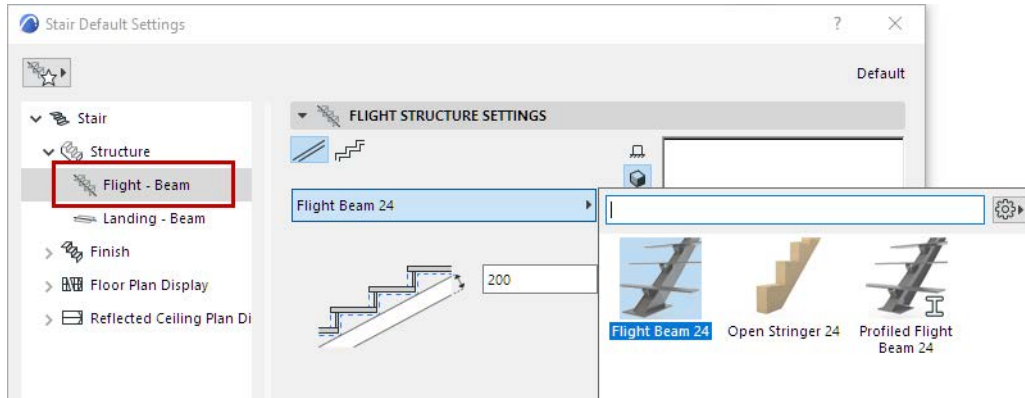 Stair Default Settings
?
Default
Stair
Structure
Flight - Beam
Landing - Beam
Finish
Floor Plan Display
Reflected Ceiling Plan Di
FLIGHT STRUCTURE SETTINGS
Flight Beam 24
200
Flight Beam 24
Open Stringer 24
Profiled Flight
Beam 24